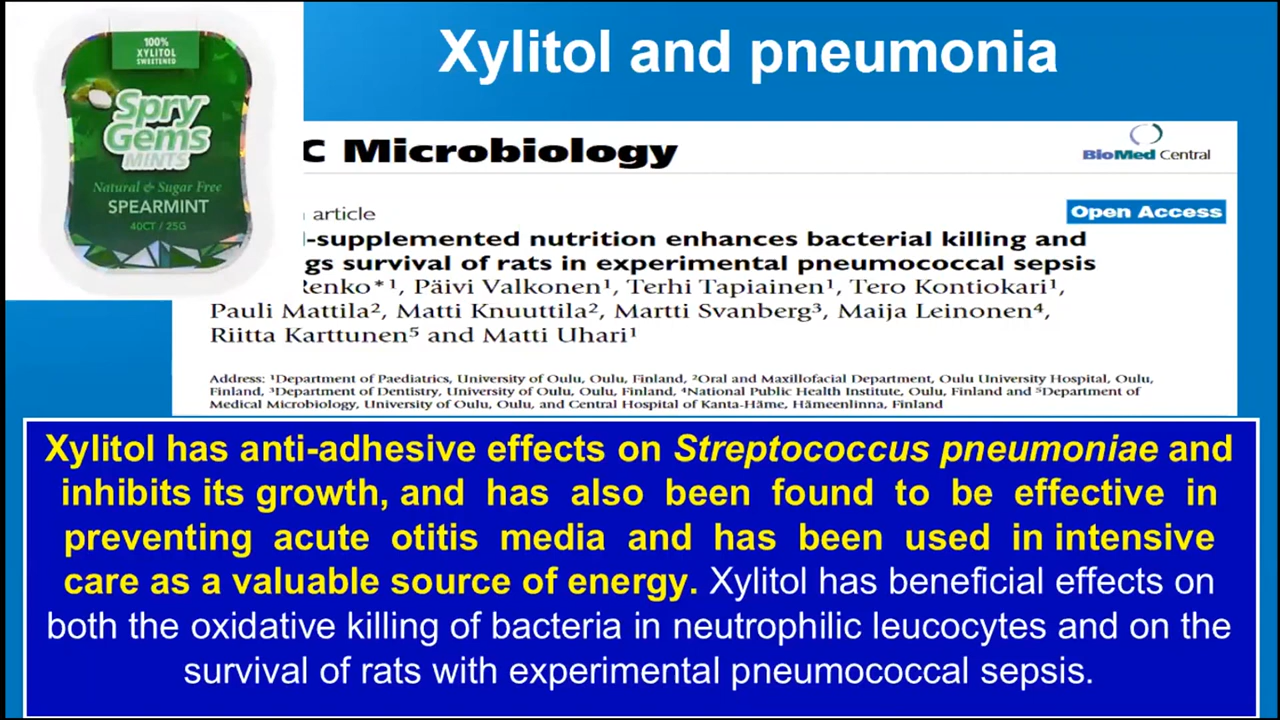 Xylitol and pneumonia
100%
XYLITOL
SWEETENED
Spry
Gems
MINTS
Natural & Sugar Free
SPEARMINT
40CT / 25G
C Microbiology
BioMed Central
article
Open Access
-supplemented nutrition enhances bacterial killing and
gs survival of rats in experimental pneumococcal sepsis
Renko*1, Päivi Valkonen1, Terhi Tapiainen1, Tero Kontiokari1,
Pauli Mattila2, Matti Knuuttila2, Martti Svanberg3, Maija Leinonen4,
Riitta Karttunen5 and Matti Uhari1
Address: 1Department of Paediatrics, University of Oulu, Oulu, Finland, 2Oral and Maxillofacial Department, Oulu University Hospital, Oulu,
Finland, 3Department of Dentistry, University of Oulu, Oulu, Finland, 4National Public Health Institute, Oulu, Finland and 5Department of
Medical Microbiology, University of Oulu, Oulu, and Central Hospital of Kanta-Häme, Hämeenlinna, Finland
Xylitol has anti-adhesive effects on Streptococcus pneumoniae and
inhibits its growth, and has also been found to be effective in
preventing acute otitis media and has been used in intensive
care as a valuable source of energy. Xylitol has beneficial effects on
both the oxidative killing of bacteria in neutrophilic leucocytes and on the
survival of rats with experimental pneumococcal sepsis.